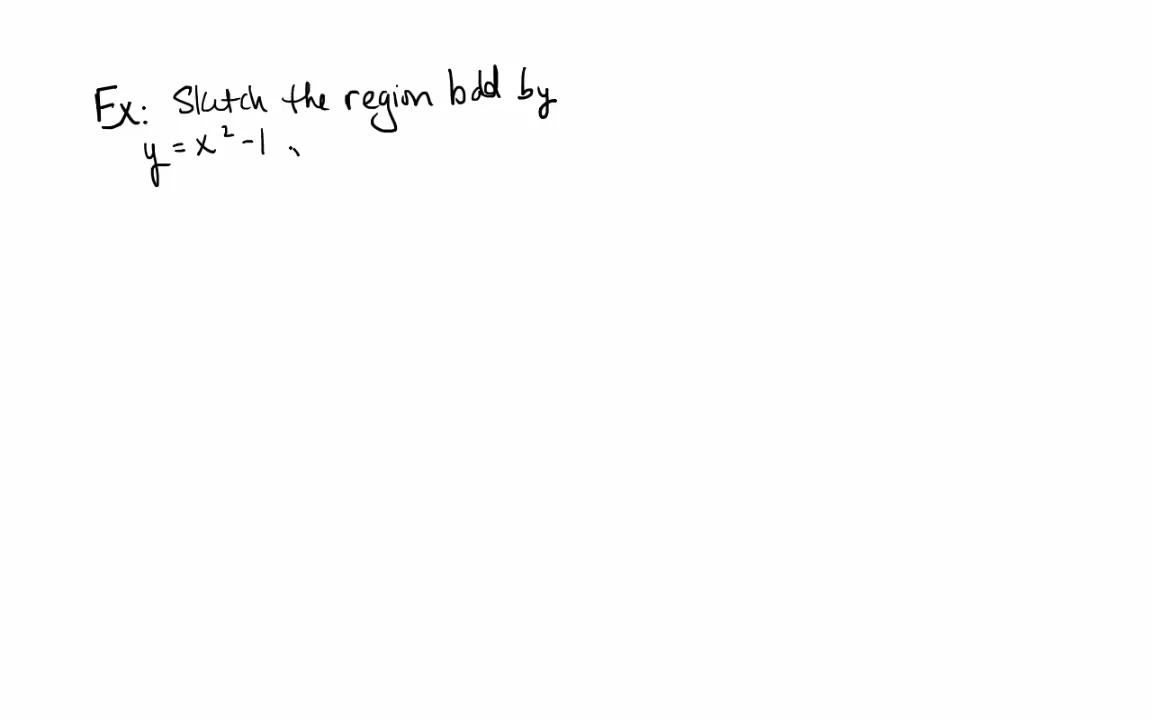 Ex: Sketch the region bdd by
y = x² - 1 ,